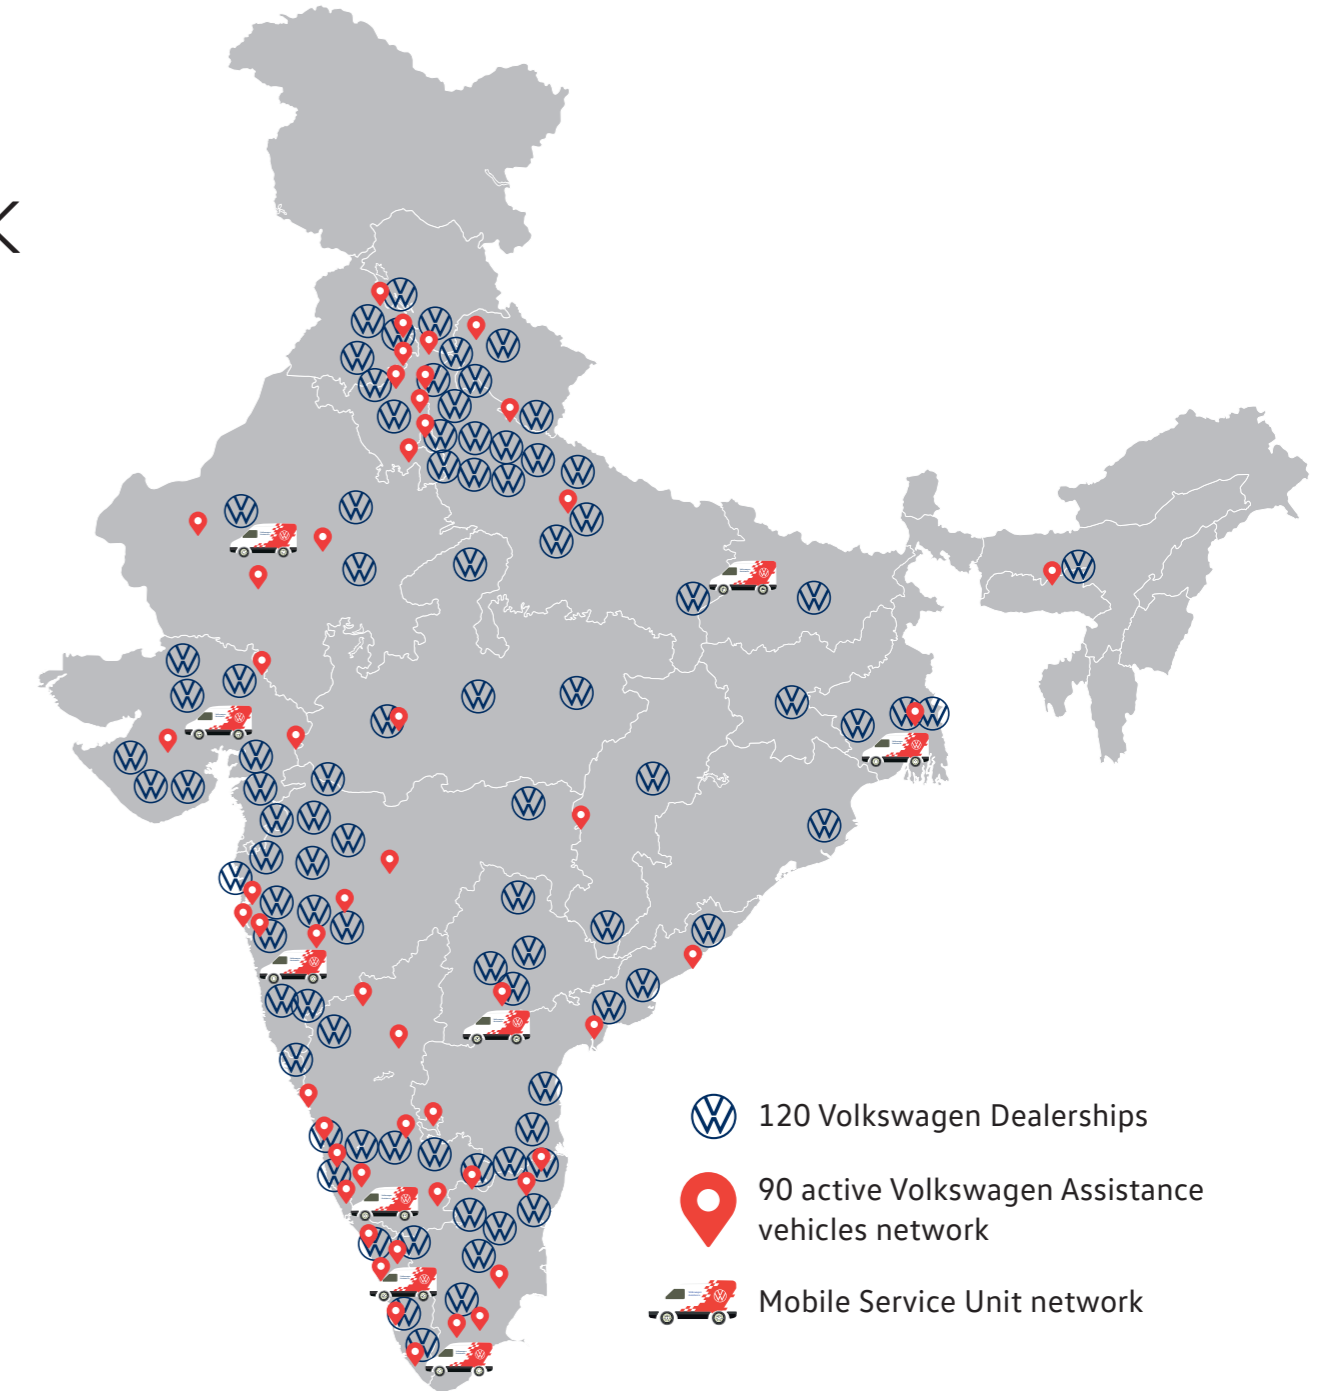 K
120 Volkswagen Dealerships
90 active Volkswagen Assistance
vehicles network
Mobile Service Unit network